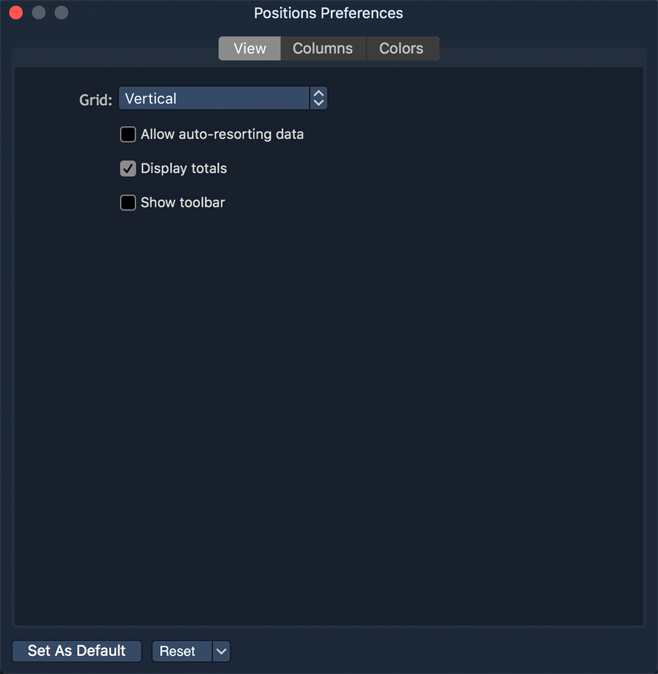 Positions Preferences
View Columns Colors
Grid: Vertical
Allow auto-resorting data
Display totals
Show toolbar
Set As Default Reset